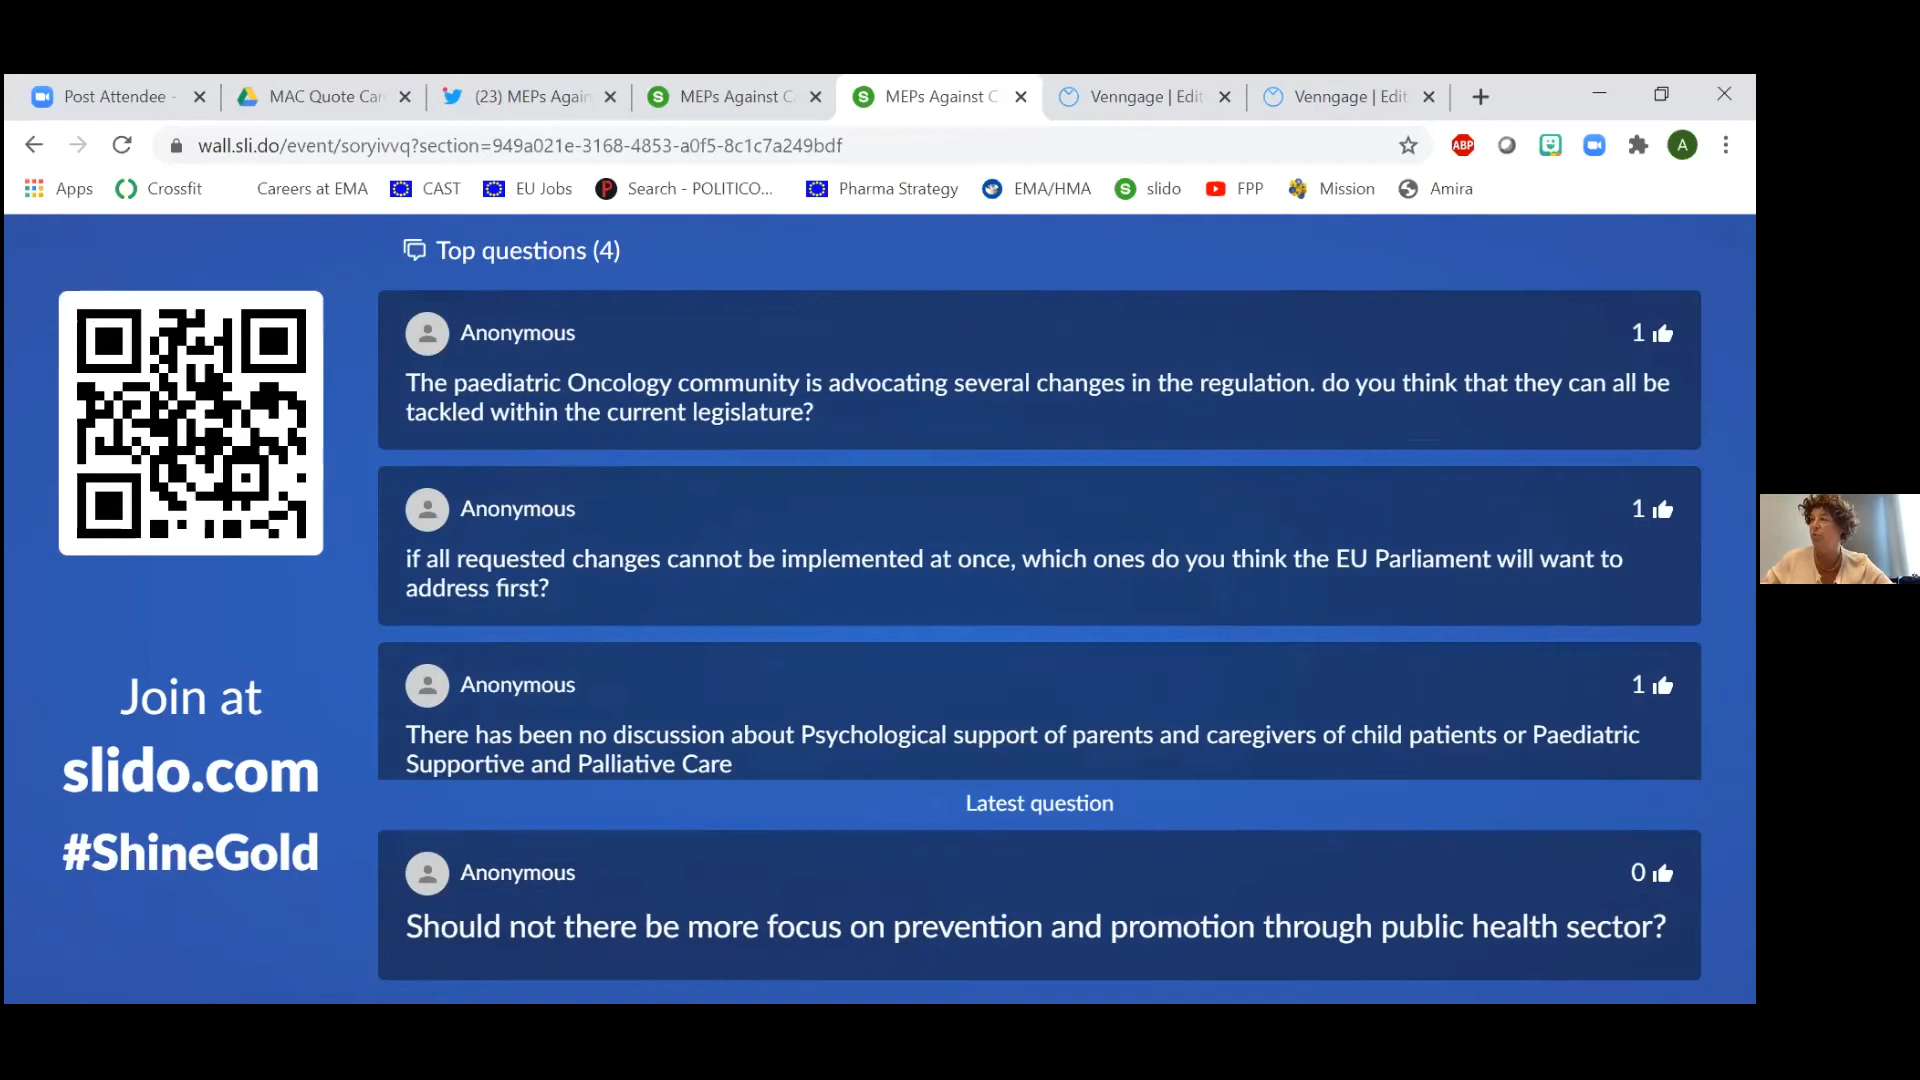 Post Attendee -
MAC Quote Car
(23) MEPs Again
MEPs Against C
MEPs Against C
Venngage | Edit
Venngage | Edit
wall.sli.do/event/soryivvq?section=949a021e-3168-4853-a0f5-8c1c7a249bdf
ABP
A
Apps
Crossfit
Careers at EMA
CAST
EU Jobs
Search - POLITICO...
Pharma Strategy
EMA/HMA
slido
FPP
Mission
Amira
Top questions (4)
Anonymous
1
The paediatric Oncology community is advocating several changes in the regulation. do you think that they can all be
tackled within the current legislature?
Anonymous
1
if all requested changes cannot be implemented at once, which ones do you think the EU Parliament will want to
address first?
Anonymous
1
There has been no discussion about Psychological support of parents and caregivers of child patients or Paediatric
Supportive and Palliative Care
Latest question
Anonymous
0
Should not there be more focus on prevention and promotion through public health sector?
Join at
slido.com
#ShineGold